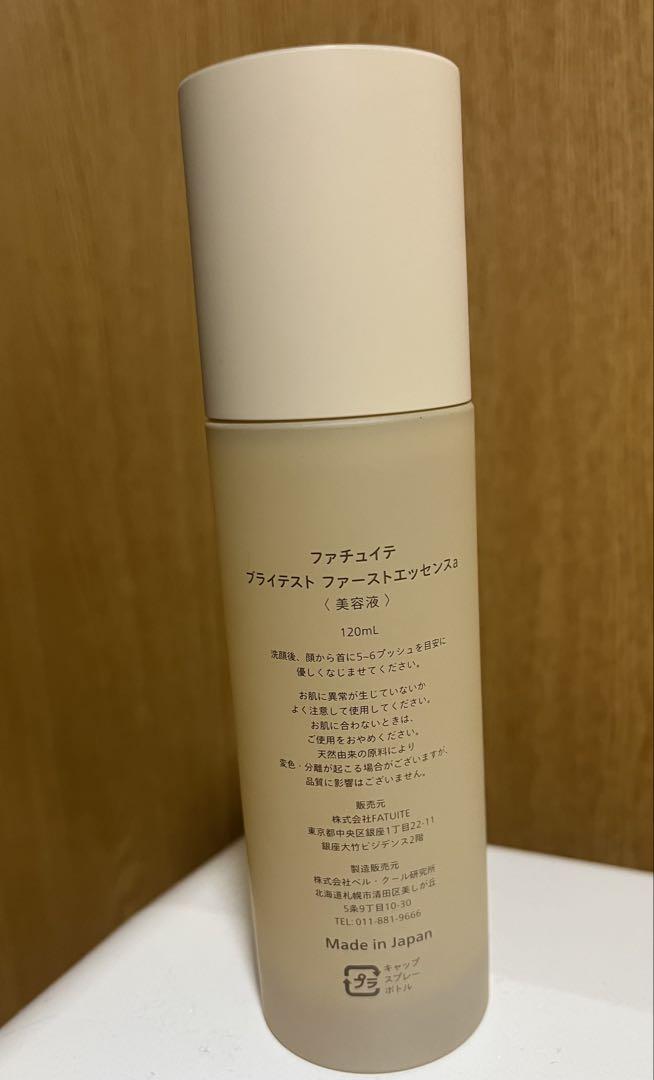 ファチュイテ
ブライテスト ファーストエッセンスa
〈 美容液 〉
120mL
洗顔後、顔から首に5~6プッシュを目安に
優しくなじませてください。
お肌に異常が生じていないか
よく注意して使用してください。
お肌に合わないときは、
ご使用をおやめください。
天然由来の原料により
変色・分離が起こる場合がございますが、
品質に影響はございません。
販売元
株式会社FATUITE
東京都中央区銀座1丁目22-11
銀座大竹ビジデンス2階
製造販売元
株式会社ベル・クール研究所
北海道札幌市清田区美しが丘
5条9丁目10-30
TEL: 011-881-9666
Made in Japan
プラ
キャップ
スプレー
ボトル